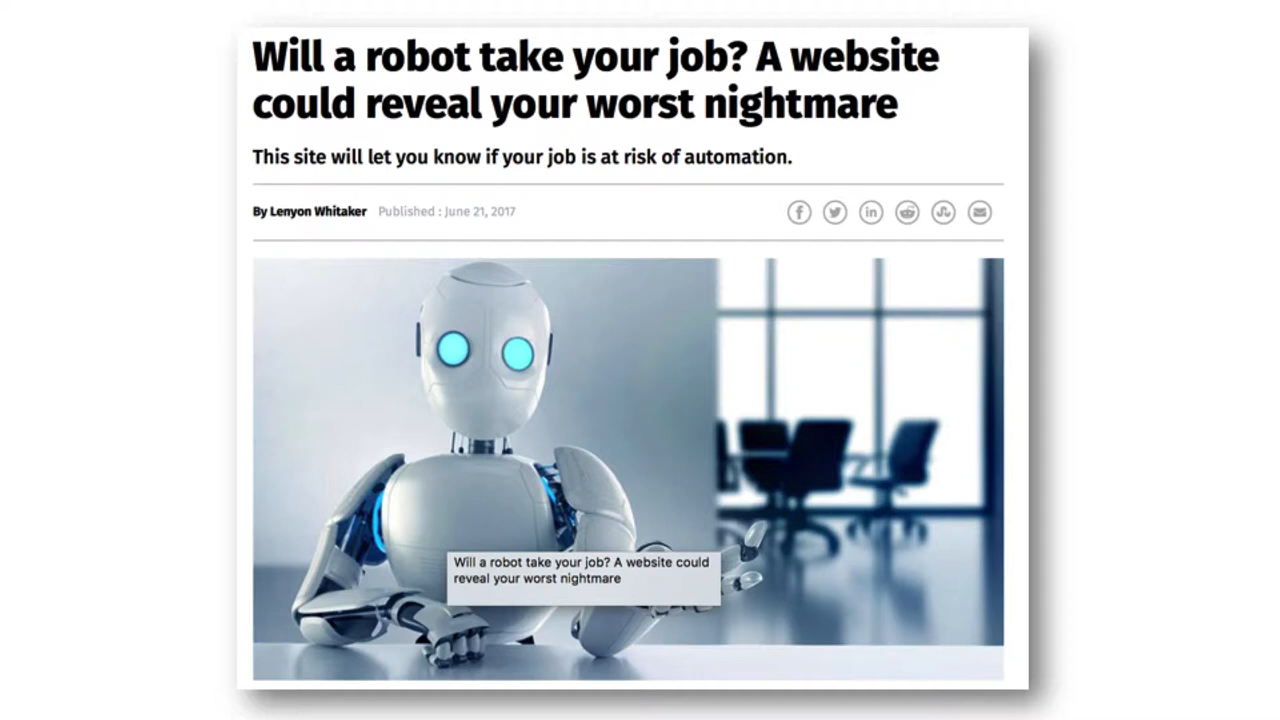 Will a robot take your job? A website
could reveal your worst nightmare
This site will let you know if your job is at risk of automation.
By Lenyon Whitaker Published : June 21, 2017
Will a robot take your job? A website could
reveal your worst nightmare